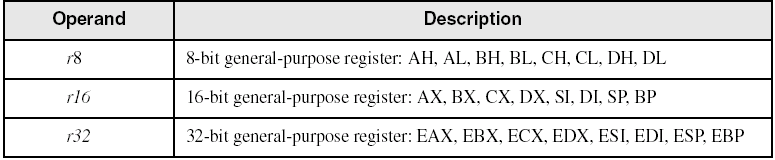 Operand Description
r8 8-bit general-purpose register: AH, AL, BH, BL, CH, CL, DH, DL
r16 16-bit general-purpose register: AX, BX, CX, DX, SI, DI, SP, BP
r32 32-bit general-purpose register: EAX, EBX, ECX, EDX, ESI, EDI, ESP, EBP